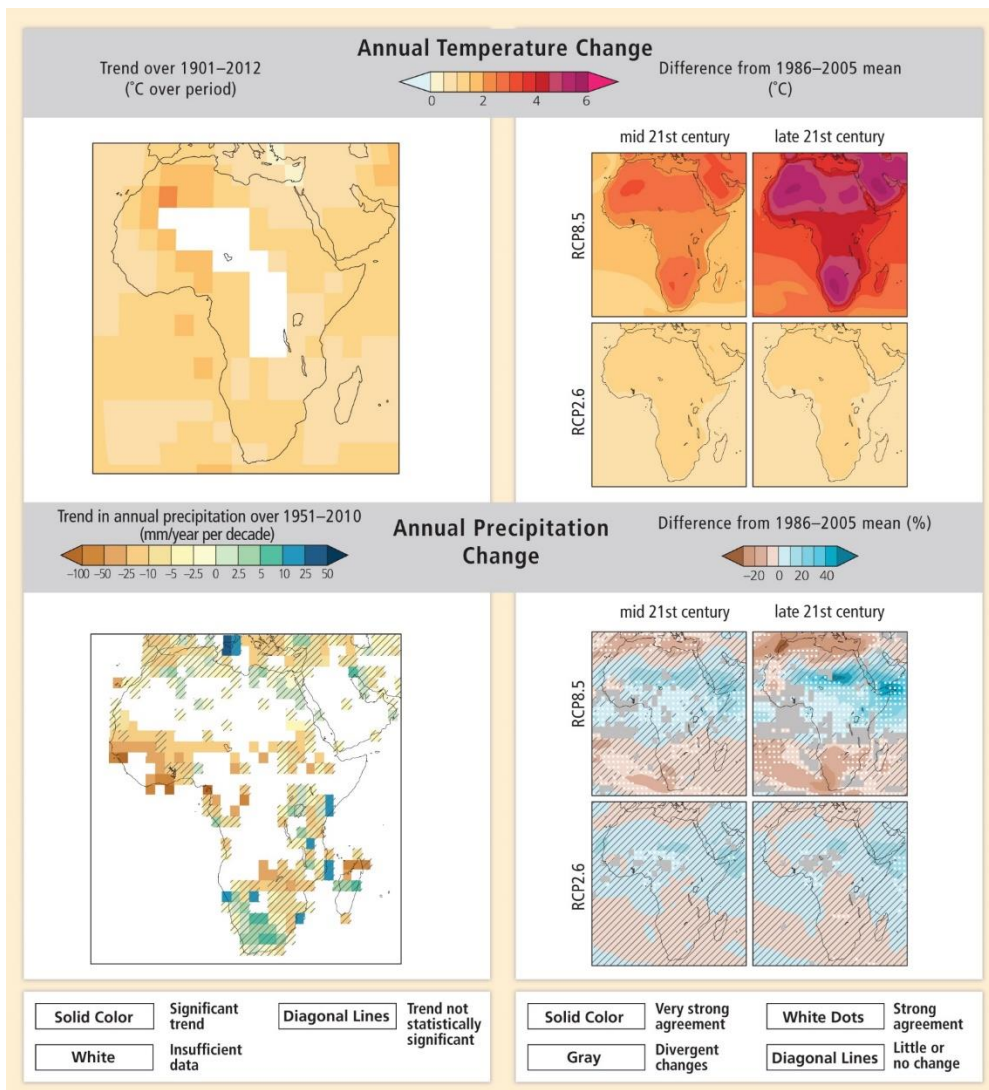 Annual Temperature Change
Trend over 1901–2012
(˚C over period)
0 2 4 6
Difference from 1986–2005 mean
(˚C)
mid 21st century late 21st century
RCP8.5
RCP2.6
Trend in annual precipitation over 1951–2010
(mm/year per decade)
−100 −50 −25 −10 −5 −2.5 0 2.5 5 10 25 50
Annual Precipitation
Change
Difference from 1986–2005 mean (%)
−20 0 20 40
mid 21st century late 21st century
RCP8.5
RCP2.6
Solid Color
Significant
trend
Diagonal Lines
Trend not
statistically
significant
White
Insufficient
data
Solid Color
Very strong
agreement
White Dots
Strong
agreement
Gray
Divergent
changes
Diagonal Lines
Little or
no change